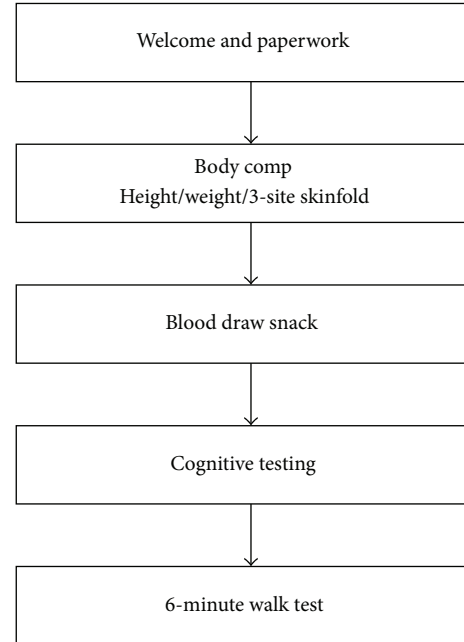 Welcome and paperwork
Body comp
Height/weight/3-site skinfold
Blood draw snack
Cognitive testing
6-minute walk test